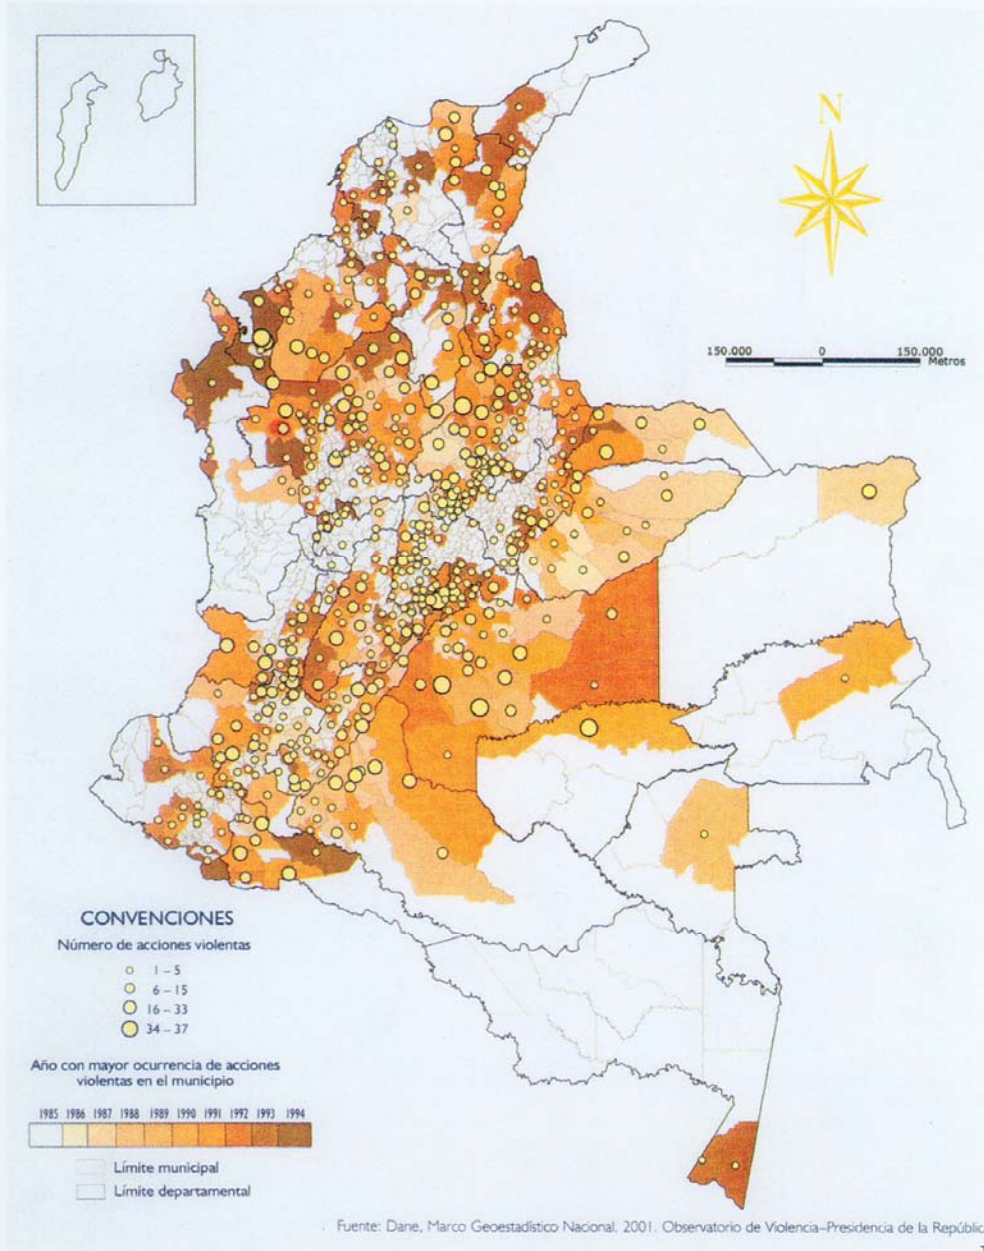 N
150.000 0 150.000
Metros
CONVENCIONES
Número de acciones violentas
1 – 5
6 – 15
16 – 33
34 – 37
Año con mayor ocurrencia de acciones
violentas en el municipio
1985 1986 1987 1988 1989 1990 1991 1992 1993 1994
Límite municipal
Límite departamental
Fuente: Dane, Marco Geoestadístico Nacional, 2001. Observatorio de Violencia–Presidencia de la Repúblic